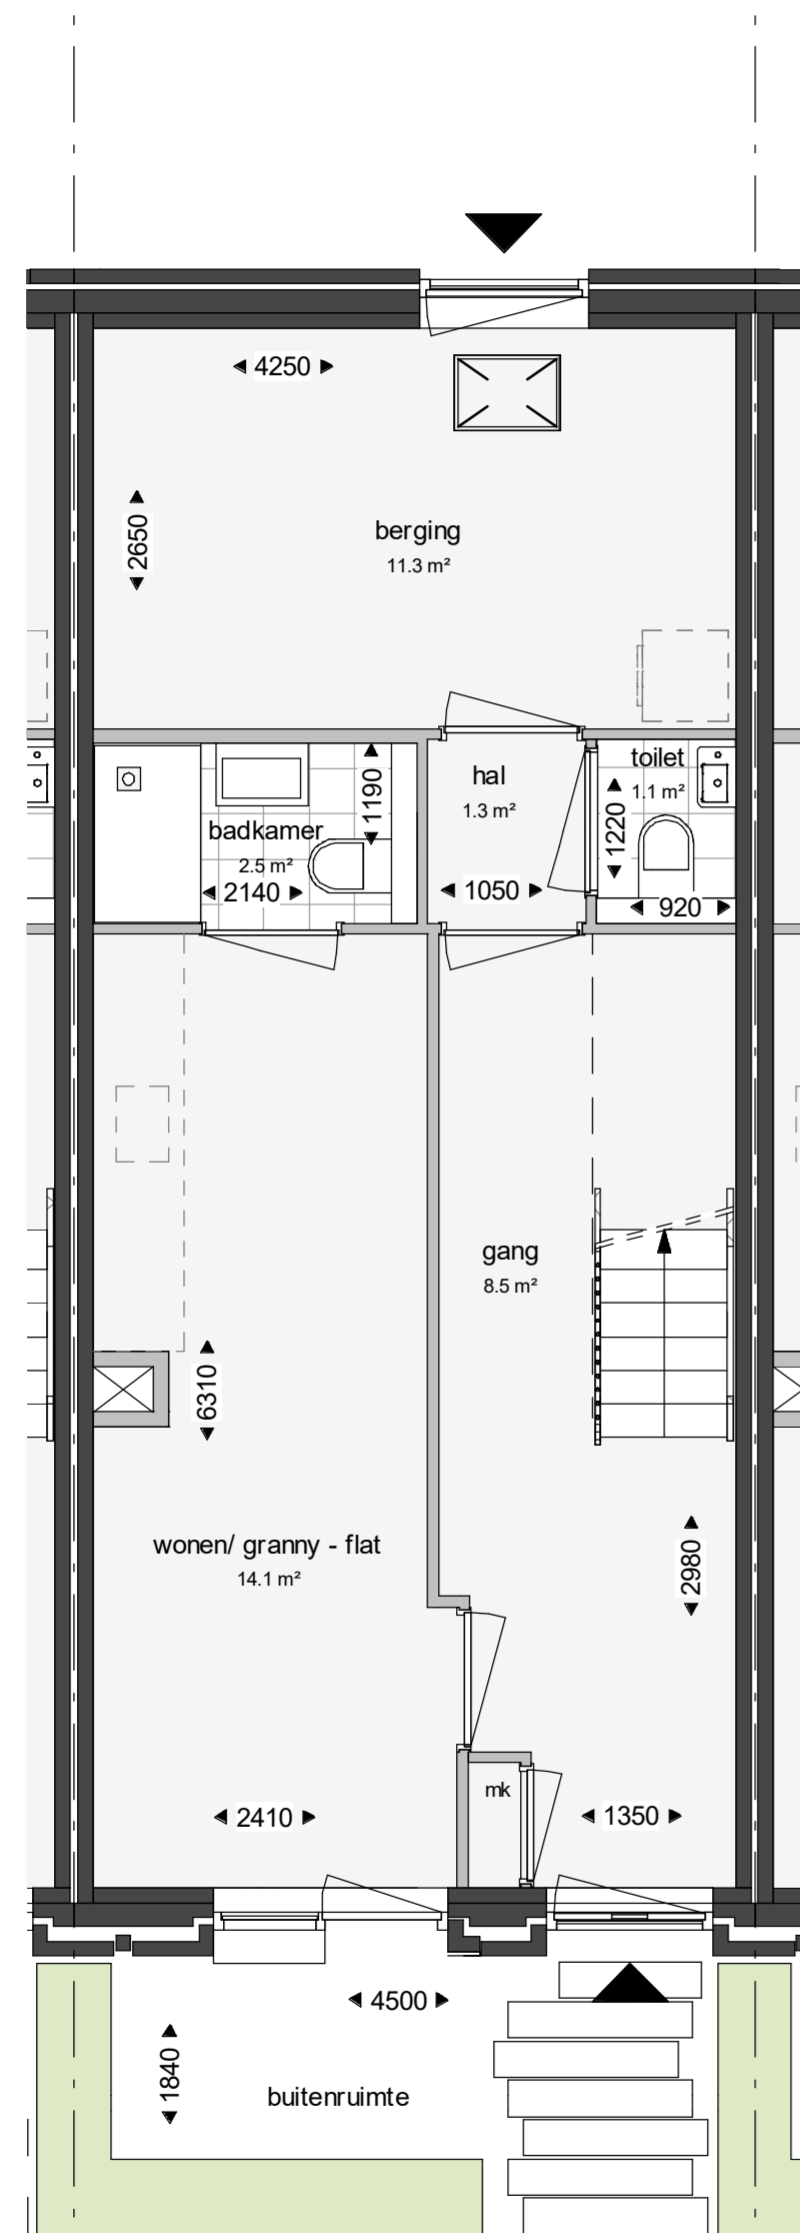 4250
2650
berging
11.3 m²
toilet
1.1 m²
hal
1.3 m²
1190
1220
badkamer
2.5 m²
2140
1050
920
gang
8.5 m²
6310
wonen/ granny - flat
14.1 m²
2980
mk
2410
1350
4500
1840
buitenruimte